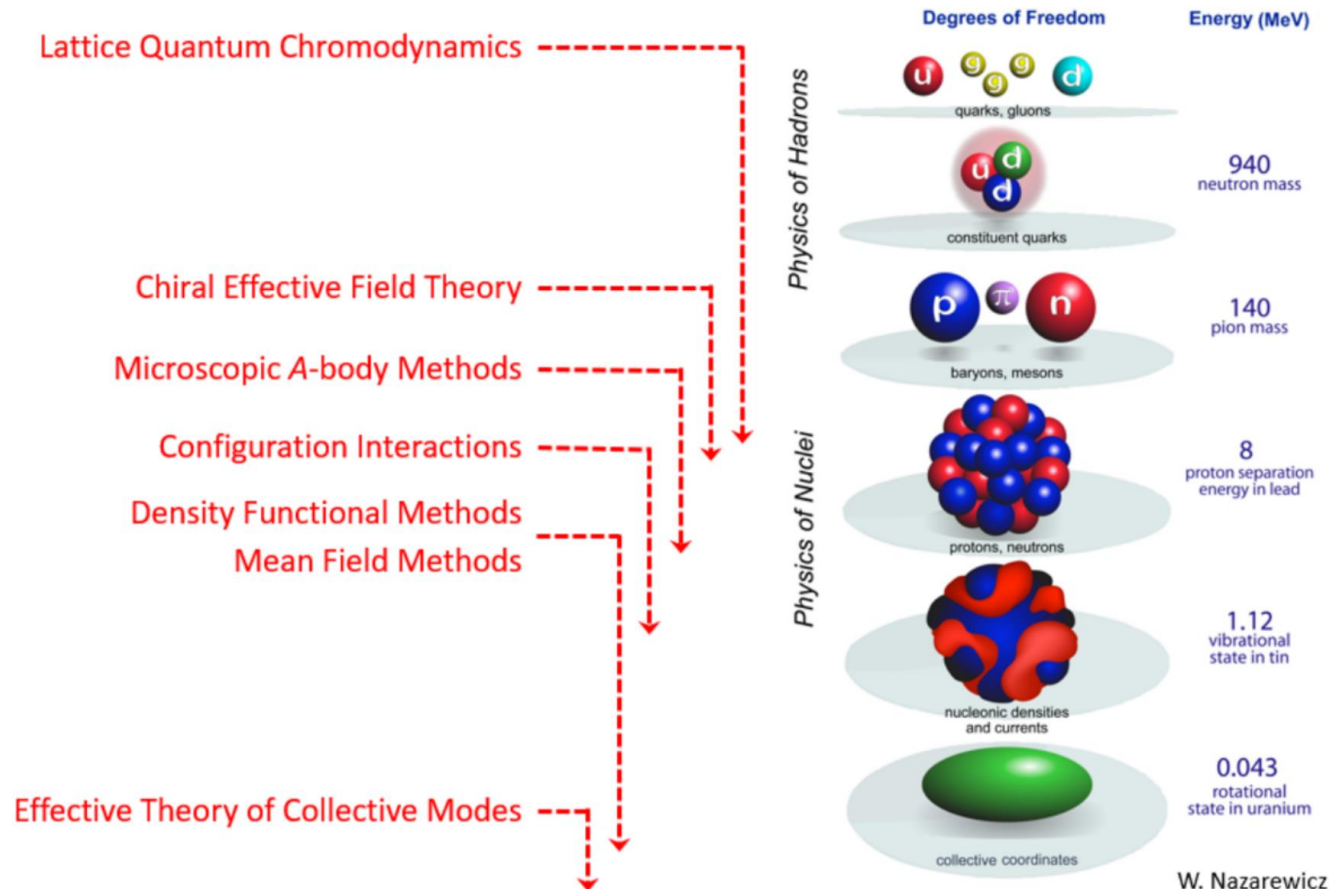 Lattice Quantum Chromodynamics
Chiral Effective Field Theory
Microscopic A-body Methods
Configuration Interactions
Density Functional Methods
Mean Field Methods
Effective Theory of Collective Modes
Physics of Hadrons
Physics of Nuclei
Degrees of Freedom
Energy (MeV)
u g g g d
quarks, gluons
u d d
constituent quarks
940
neutron mass
p π n
baryons, mesons
140
pion mass
protons, neutrons
8
proton separation
energy in lead
nucleonic densities
and currents
1.12
vibrational
state in tin
collective coordinates
0.043
rotational
state in uranium
W. Nazarewicz